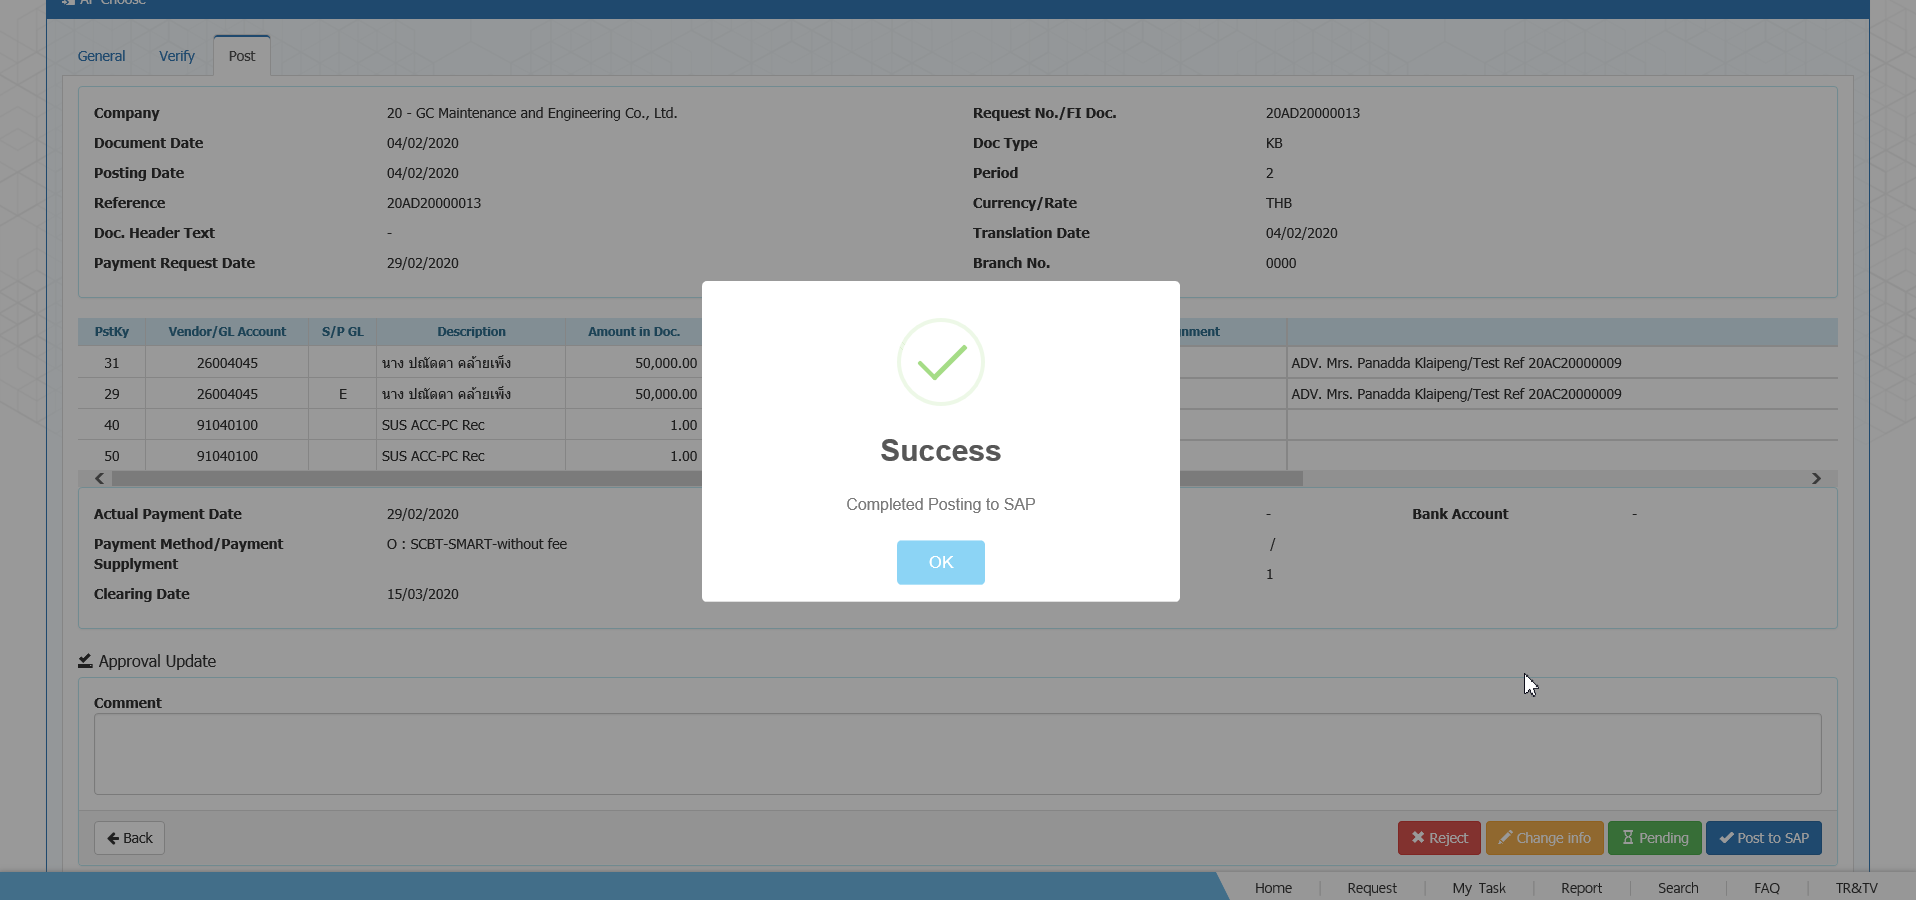 AP Choose
General Verify Post
Company 20 - GC Maintenance and Engineering Co., Ltd. Request No./FI Doc. 20AD20000013
Document Date 04/02/2020 Doc Type KB
Posting Date 04/02/2020 Period 2
Reference 20AD20000013 Currency/Rate THB
Doc. Header Text - Translation Date 04/02/2020
Payment Request Date 29/02/2020 Branch No. 0000
PstKy Vendor/GL Account S/P GL Description Amount in Doc. nment
31 26004045 นาง ปณัดดา คล้ายเพ็ง 50,000.00 ADV. Mrs. Panadda Klaipeng/Test Ref 20AC20000009
29 26004045 E นาง ปณัดดา คล้ายเพ็ง 50,000.00 ADV. Mrs. Panadda Klaipeng/Test Ref 20AC20000009
40 91040100 SUS ACC-PC Rec 1.00
50 91040100 SUS ACC-PC Rec 1.00
Success
Completed Posting to SAP
OK
Actual Payment Date 29/02/2020 - Bank Account -
Payment Method/Payment Supplyment O : SCBT-SMART-without fee /
Clearing Date 15/03/2020 1
Approval Update
Comment
Back Reject Change info Pending Post to SAP
Home Request My Task Report Search FAQ TR&TV